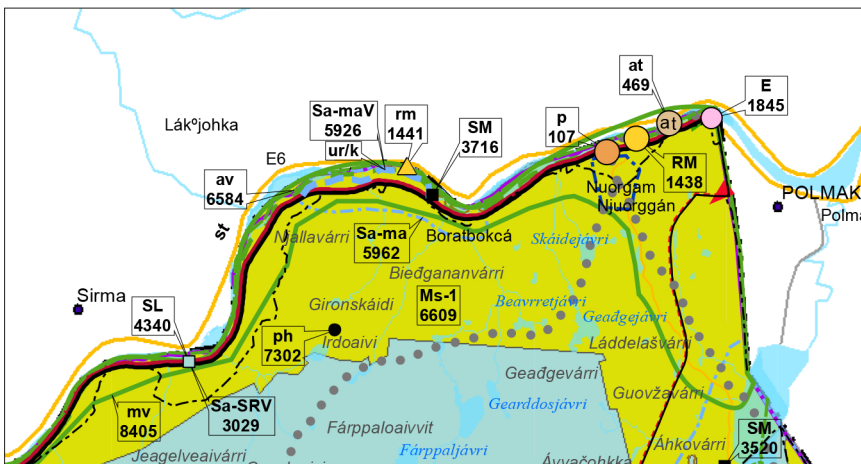 at
469
E
1845
Sa-maV
5926
rm
1441
SM
3716
p
107
at
Lákºjohka
ur/k
E6
RM
1438
av
6584
Nuorgam
Njuorggán
POLMAK
Polma
st
Njallavárri
Sa-ma
5962
Boratbokcá
Skáidejávri
Bieđgananvárri
Sirma
SL
4340
Gironskáidi
Ms-1
6609
Beavrretjávri
Geađgejávri
ph
7302
Irdoaivi
Láddelašvárri
Geađgevárri
Guovžavárri
mv
8405
Sa-SRV
3029
Gearddosjávri
Fárppaloaivvit
SM
3520
Áhkovárri
Jeagelveaivárri
Fárppaljávri
Ávvačohkka